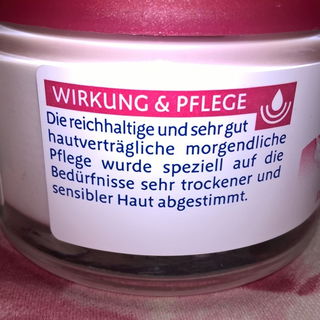 WIRKUNG & PFLEGE
Die reichhaltige und sehr gut
hautverträgliche morgendliche
Pflege wurde speziell auf die
Bedürfnisse sehr trockener und
sensibler Haut abgestimmt.